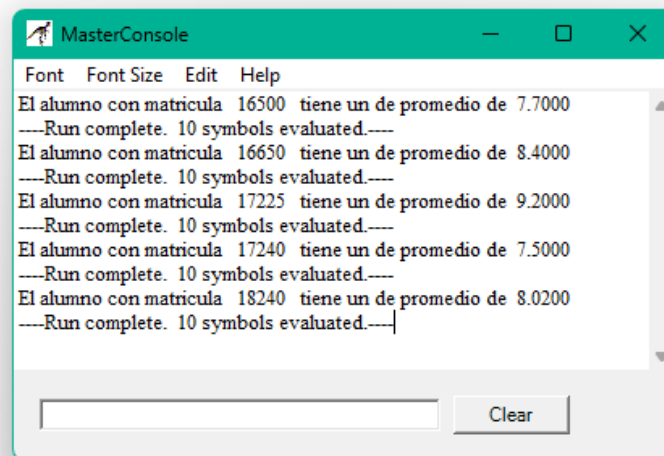 MasterConsole
Font Font Size Edit Help
El alumno con matricula 16500 tiene un de promedio de 7.7000
----Run complete. 10 symbols evaluated.----
El alumno con matricula 16650 tiene un de promedio de 8.4000
----Run complete. 10 symbols evaluated.----
El alumno con matricula 17225 tiene un de promedio de 9.2000
----Run complete. 10 symbols evaluated.----
El alumno con matricula 17240 tiene un de promedio de 7.5000
----Run complete. 10 symbols evaluated.----
El alumno con matricula 18240 tiene un de promedio de 8.0200
----Run complete. 10 symbols evaluated.----
Clear